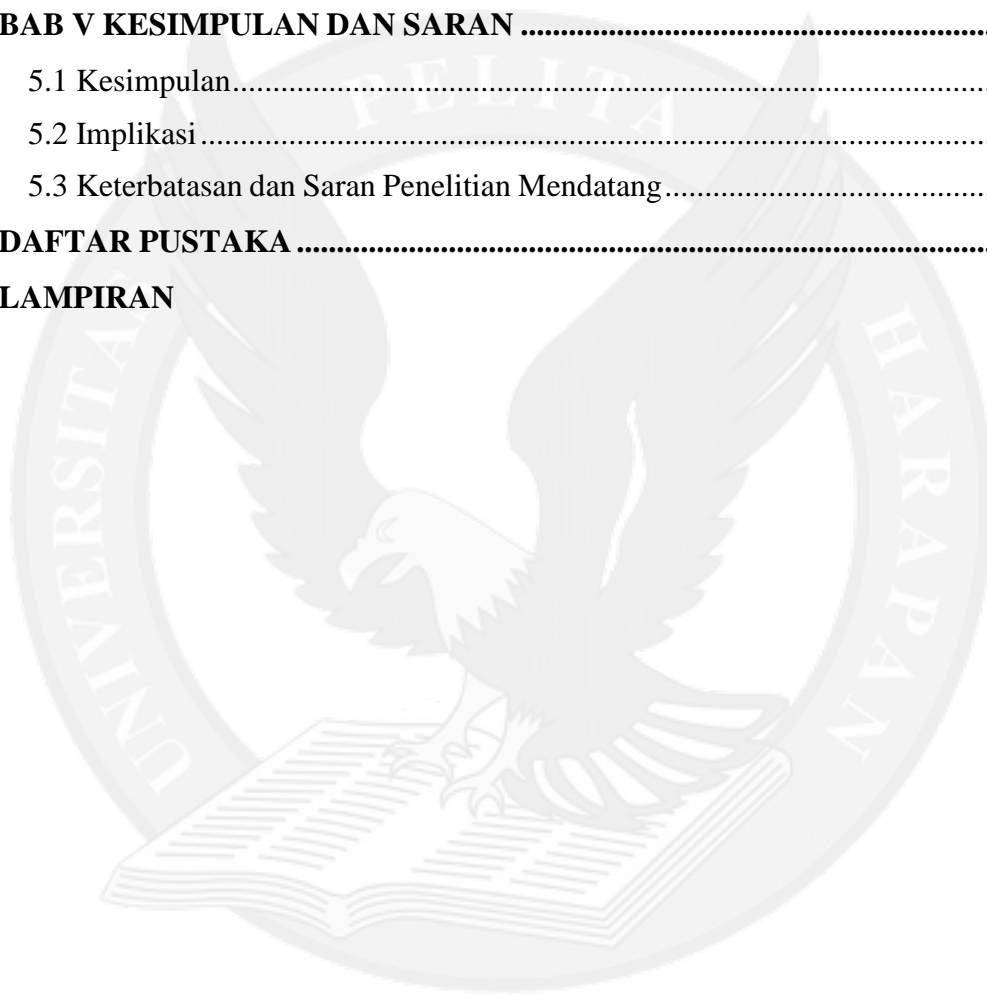 BAB V KESIMPULAN DAN SARAN ........................................................................
5.1 Kesimpulan.............................................................................................
5.2 Implikasi.................................................................................................
5.3 Keterbatasan dan Saran Penelitian Mendatang........................................
DAFTAR PUSTAKA .....................................................................................
LAMPIRAN
UNIVERSITAS PELITA HARAPAN